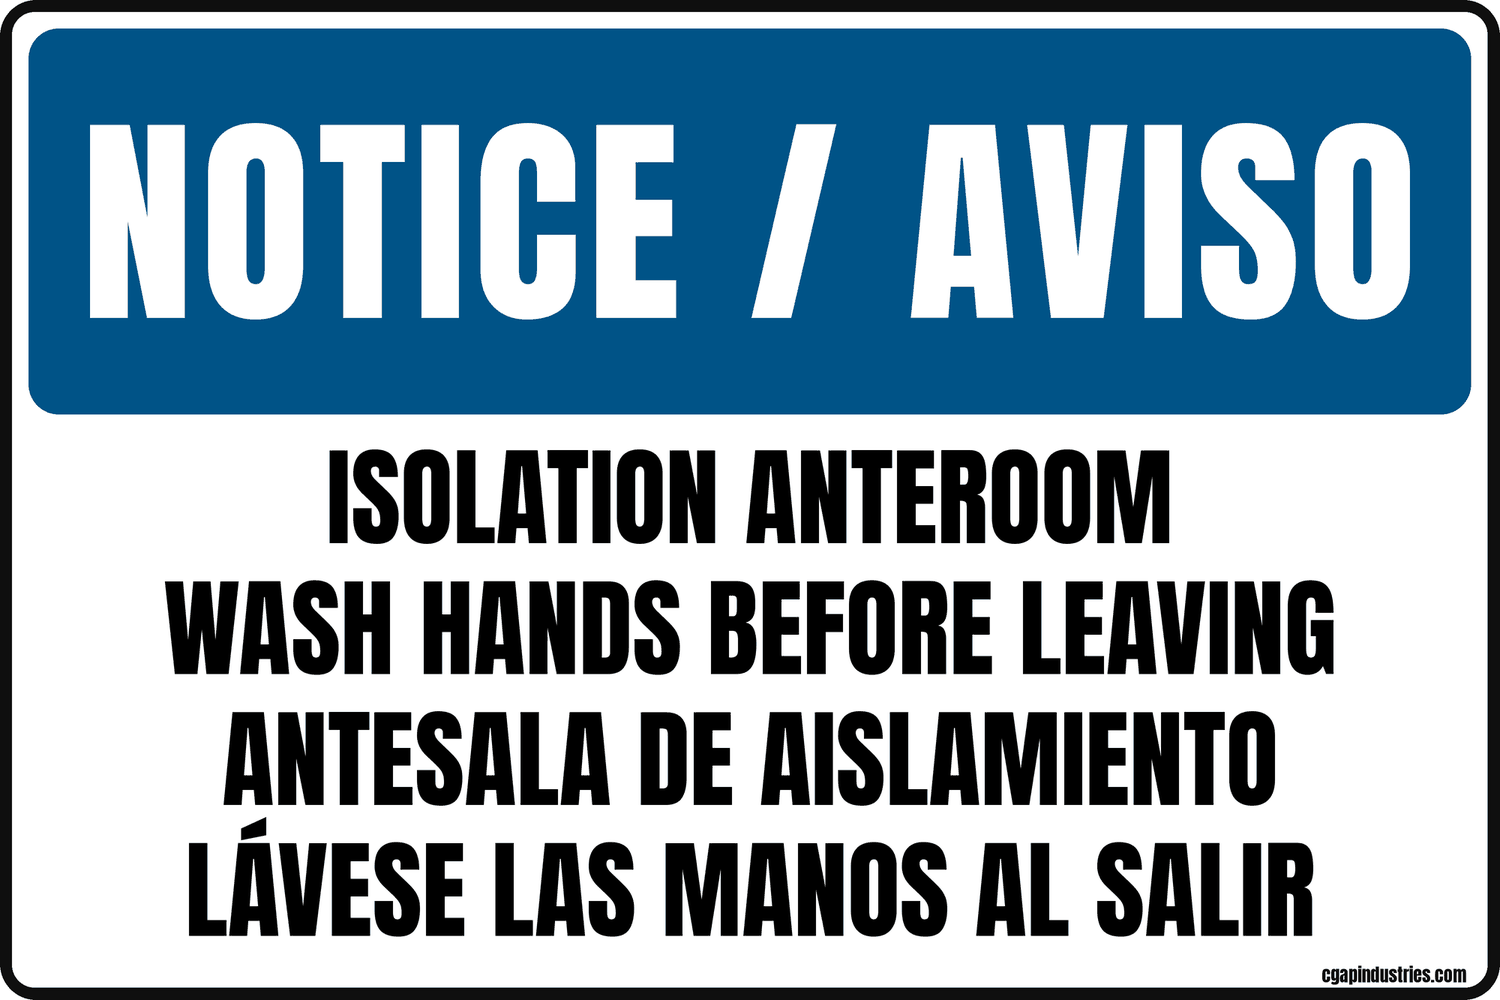 NOTICE / AVISO
ISOLATION ANTEROOM
WASH HANDS BEFORE LEAVING
ANTESALA DE AISLAMIENTO
LÁVESE LAS MANOS AL SALIR
cgapindustries.com